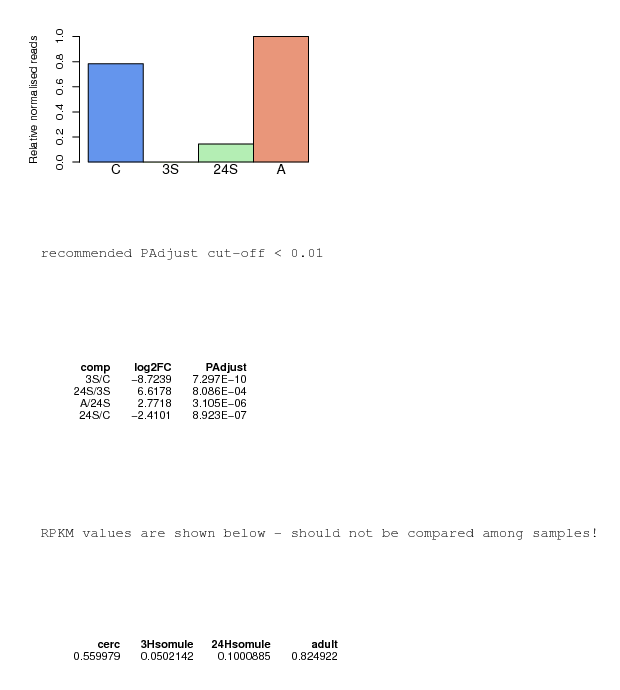 Relative normalised reads
1.0
0.8
0.6
0.4
0.2
0.0
C 3S 24S A
recommended PAdjust cut-off < 0.01
comp log2FC PAdjust
3S/C −8.7239 7.297E−10
24S/3S 6.6178 8.086E−04
A/24S 2.7718 3.105E−06
24S/C −2.4101 8.923E−07
RPKM values are shown below - should not be compared among samples!
cerc 3Hsomule 24Hsomule adult
0.559979 0.0502142 0.1000885 0.824922